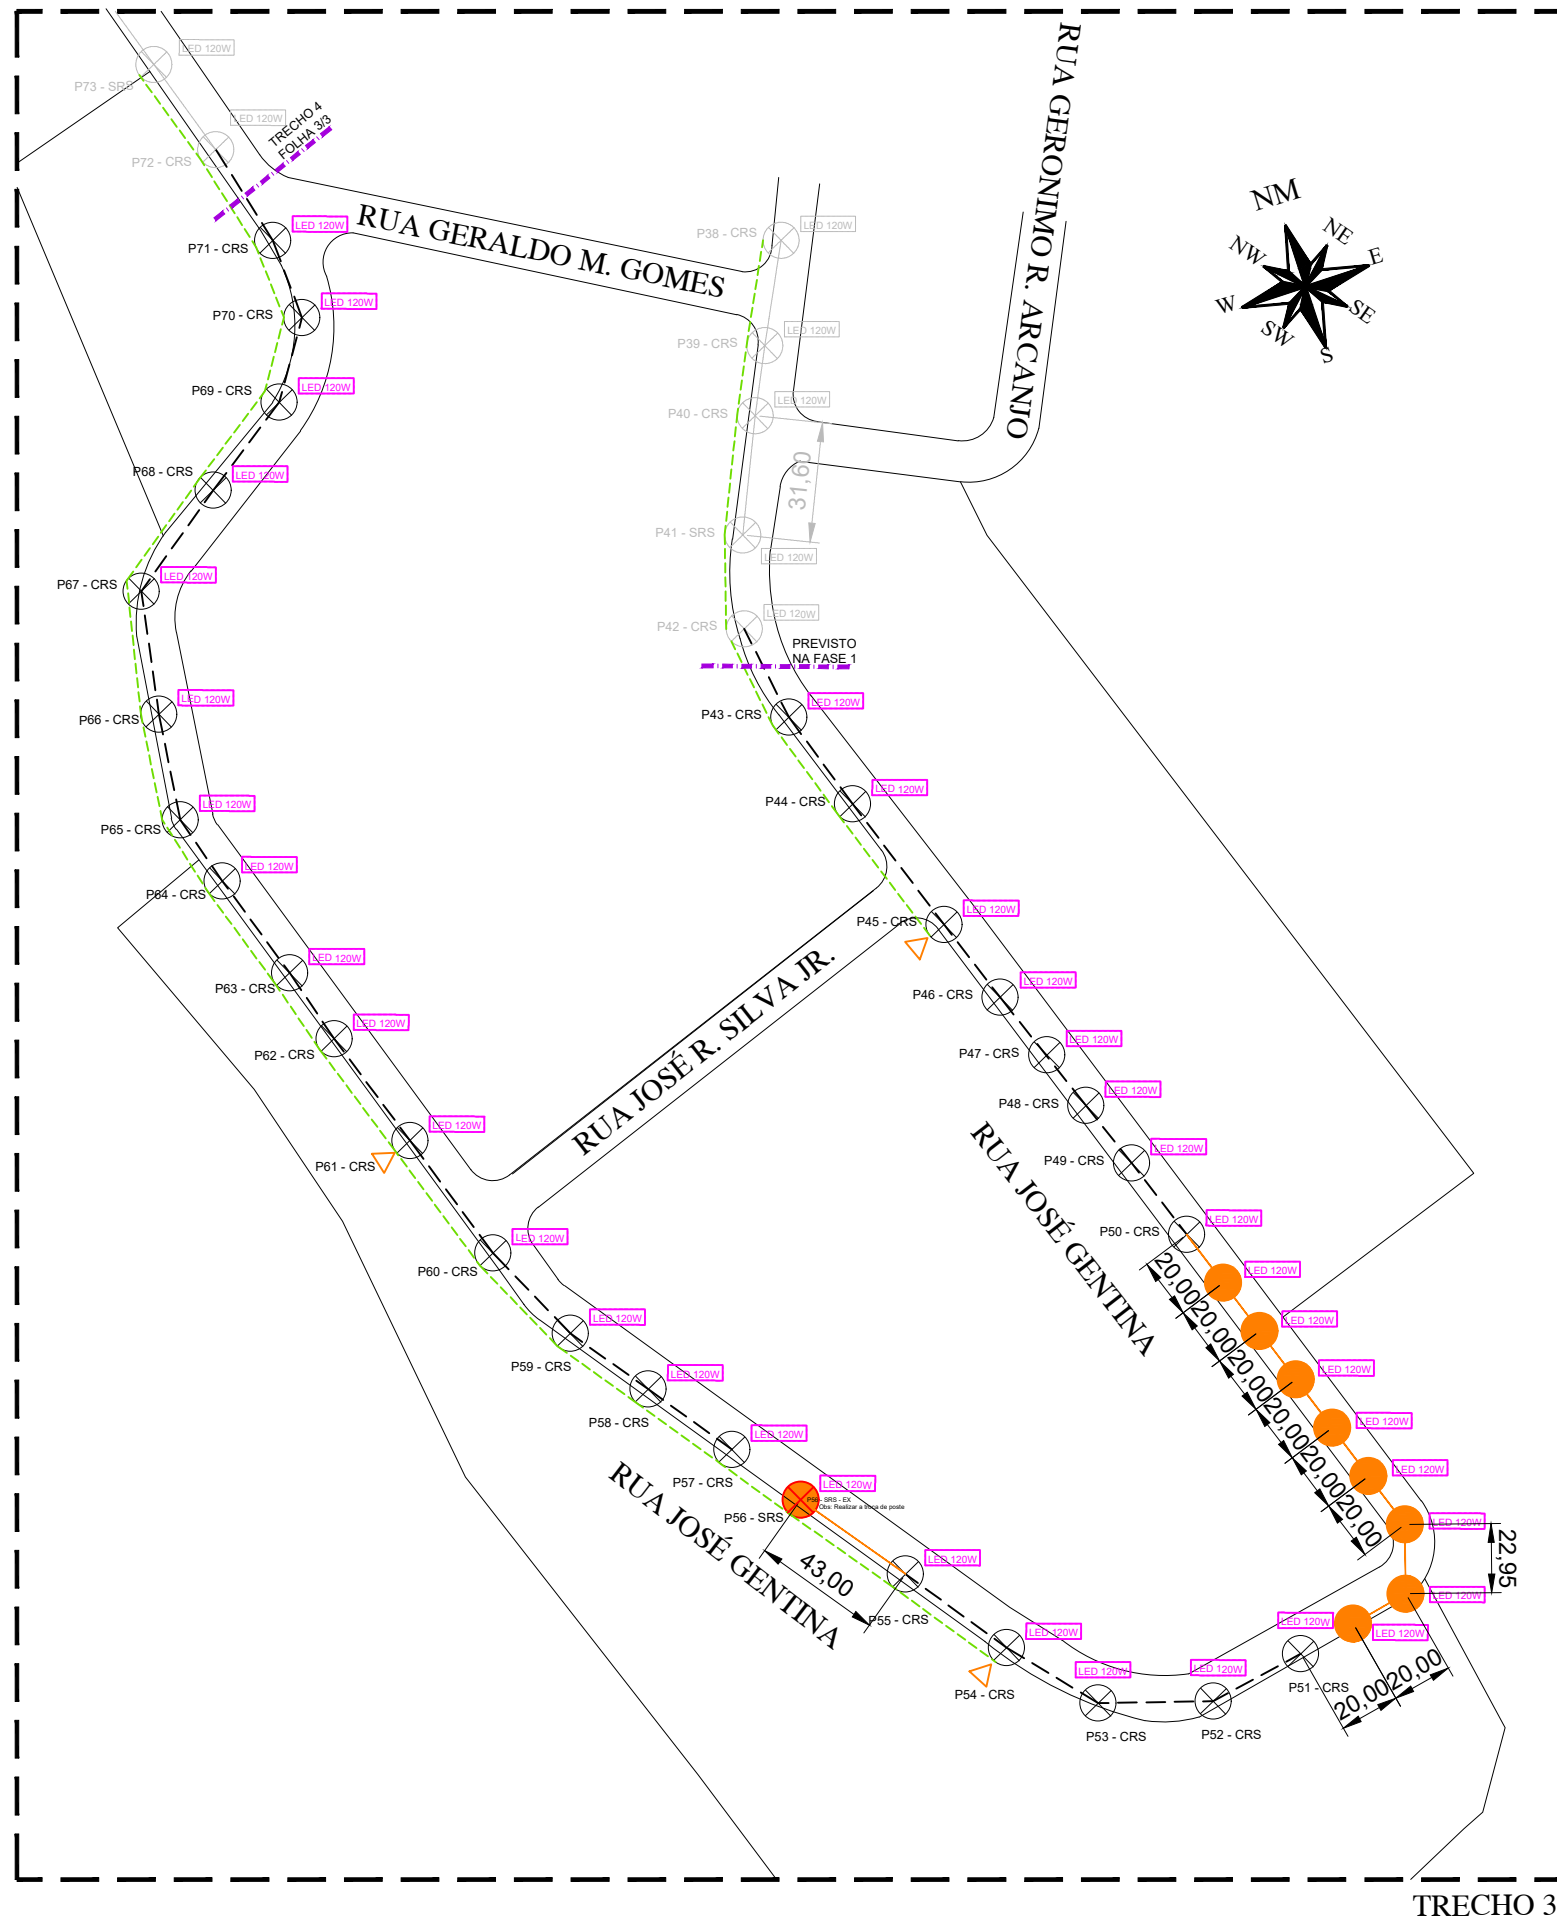 LED 120W
P73 - SRS
LED 120W
P72 - CRS
TRECHO 4
FOLHA 3/3
LED 120W
P71 - CRS
RUA GERALDO M. GOMES
RUA GERONIMO R. ARCANJO
NM
NE
E
SE
S
SW
W
NW
P38 - CRS
LED 120W
LED 120W
P70 - CRS
LED 120W
P39 - CRS
LED 120W
P69 - CRS
LED 120W
P40 - CRS
31,60
P68 - CRS
LED 120W
P41 - SRS
LED 120W
P67 - CRS
LED 120W
LED 120W
P42 - CRS
PREVISTO
NA FASE 1
LED 120W
P66 - CRS
LED 120W
P43 - CRS
LED 120W
P65 - CRS
LED 120W
P44 - CRS
LED 120W
P64 - CRS
LED 120W
P45 - CRS
LED 120W
P63 - CRS
LED 120W
P46 - CRS
RUA JOSÉ R. SILVA JR.
LED 120W
P62 - CRS
LED 120W
P47 - CRS
LED 120W
P48 - CRS
LED 120W
P61 - CRS
LED 120W
P49 - CRS
RUA JOSÉ GENTINA
LED 120W
P50 - CRS
LED 120W
P60 - CRS
LED 120W
20,00
LED 120W
20,00
LED 120W
20,00
LED 120W
20,00
LED 120W
20,00
LED 120W
20,00
22,95
LED 120W
P59 - CRS
LED 120W
P58 - CRS
LED 120W
P57 - CRS
LED 120W
P56 - SRS - EX
Obs: Realizar a troca de poste
P56 - SRS
RUA JOSÉ GENTINA
43,00
LED 120W
P55 - CRS
LED 120W
P54 - CRS
LED 120W
P53 - CRS
LED 120W
P52 - CRS
LED 120W
P51 - CRS
LED 120W
LED 120W
20,00
20,00
TRECHO 3